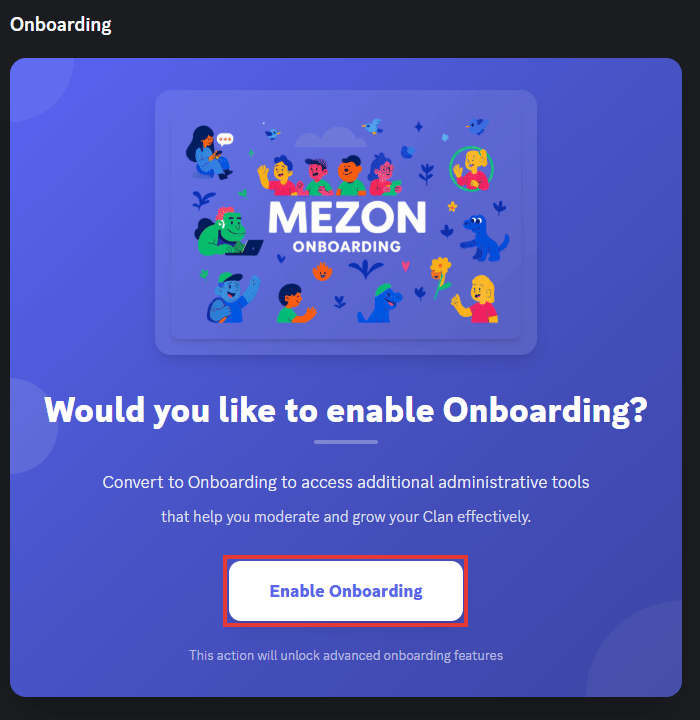 Onboarding
MEZON
ONBOARDING
Would you like to enable Onboarding?
Convert to Onboarding to access additional administrative tools
that help you moderate and grow your Clan effectively.
Enable Onboarding
This action will unlock advanced onboarding features